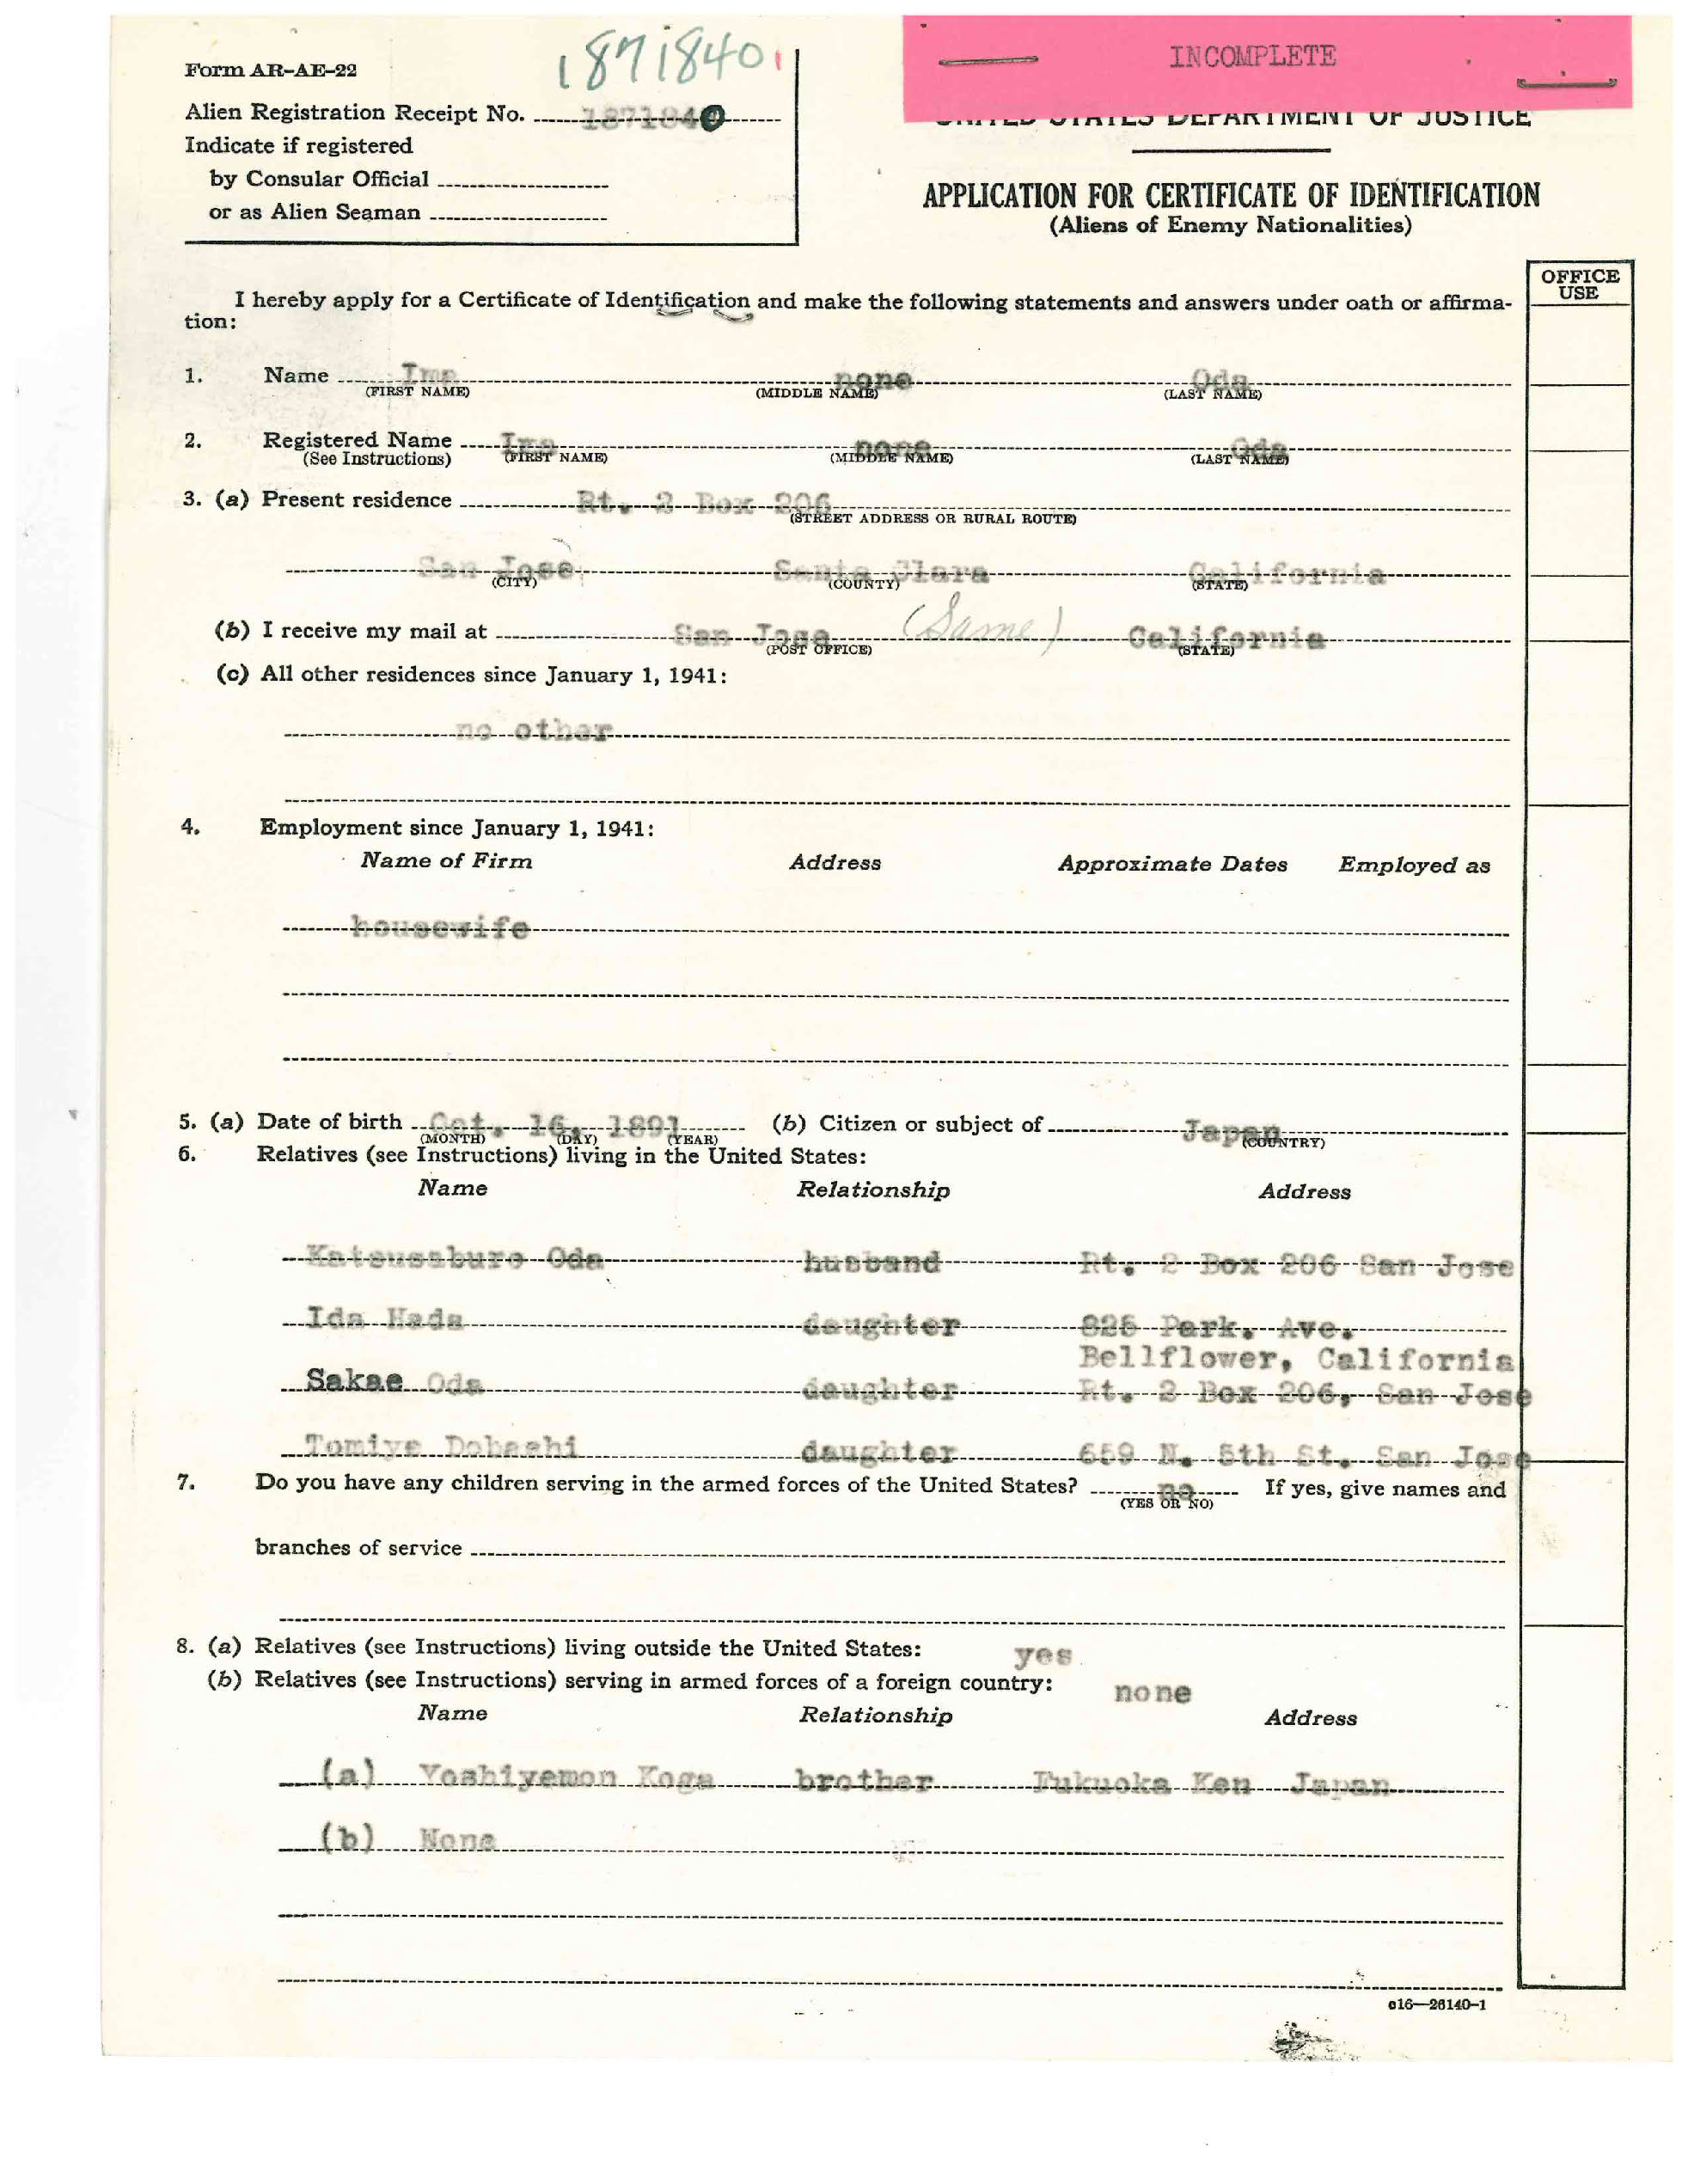 Form AR-AE-22
1871840
INCOMPLETE
Alien Registration Receipt No. 1871840
UNITED STATES DEPARTMENT OF JUSTICE
Indicate if registered
by Consular Official
or as Alien Seaman
APPLICATION FOR CERTIFICATE OF IDENTIFICATION
(Aliens of Enemy Nationalities)
OFFICE
USE
I hereby apply for a Certificate of Identification and make the following statements and answers under oath or affirma-
tion:
1. Name none Oda
(FIRST NAME) (MIDDLE NAME) (LAST NAME)
2. Registered Name none Oda
(See Instructions) (FIRST NAME) (MIDDLE NAME) (LAST NAME)
3. (a) Present residence Rt. 2 Box 206
(STREET ADDRESS OR RURAL ROUTE)
San Jose Santa Clara California
(CITY) (COUNTY) (STATE)
(b) I receive my mail at San Jose (Same) California
(POST OFFICE) (STATE)
(c) All other residences since January 1, 1941:
no other
4. Employment since January 1, 1941:
Name of Firm Address Approximate Dates Employed as
housewife
5. (a) Date of birth Oct. 16, 1891 (b) Citizen or subject of Japan
(MONTH) (DAY) (YEAR) (COUNTRY)
6. Relatives (see Instructions) living in the United States:
Name Relationship Address
Katsusaburo Oda husband Rt. 2 Box 206 San Jose
Ida Hada daughter 826 Park. Ave.
Bellflower, California
Sakae Oda daughter Rt. 2 Box 206, San Jose
Tomiye Dobashi daughter 659 N. 5th St. San Jose
7. Do you have any children serving in the armed forces of the United States? no If yes, give names and
(YES OR NO)
branches of service
8. (a) Relatives (see Instructions) living outside the United States: yes
(b) Relatives (see Instructions) serving in armed forces of a foreign country: none
Name Relationship Address
(a) Yoshiyemon Koga brother Fukuoka Ken Japan
(b) None
c16—26140-1